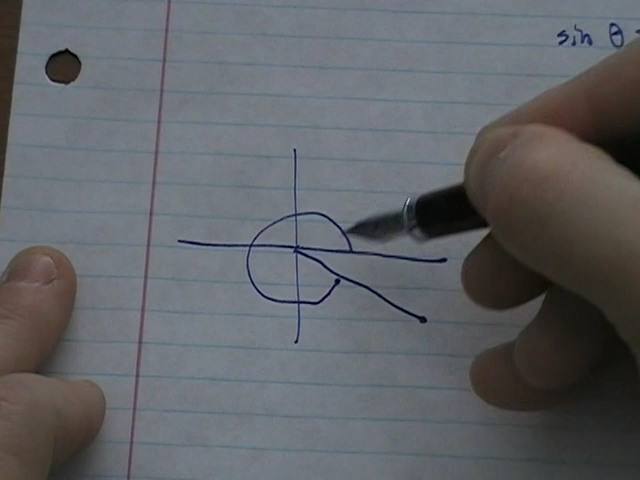 sin θ =